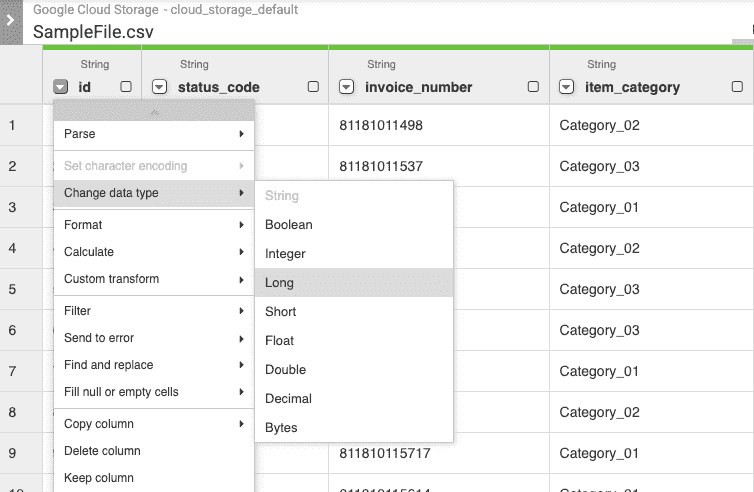 Google Cloud Storage - cloud_storage_default
SampleFile.csv
String String String String
id status_code invoice_number item_category
1 81181011498 Category_02
Parse
2 81181011537 Category_03
Set character encoding
3 Change data type String Category_01
Format Boolean
4 Calculate Integer Category_02
Custom transform Long
5 Category_03
Filter Short
6 Send to error Float Category_03
Find and replace Double
7 Category_01
Fill null or empty cells Decimal
8 Category_02
Copy column Bytes
9 Delete column 811810115717 Category_01
Keep column